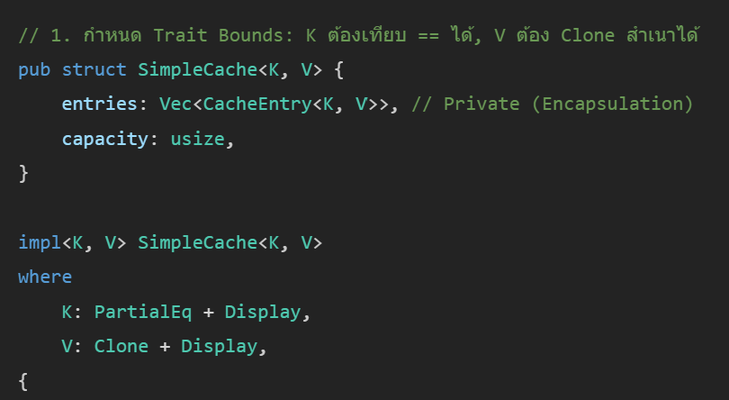 // 1. กำหนด Trait Bounds: K ต้องเทียบ == ได้, V ต้อง Clone สำเนาได้
pub struct SimpleCache<K, V> {
    entries: Vec<CacheEntry<K, V>>, // Private (Encapsulation)
    capacity: usize,
}

impl<K, V> SimpleCache<K, V>
where
    K: PartialEq + Display,
    V: Clone + Display,
{